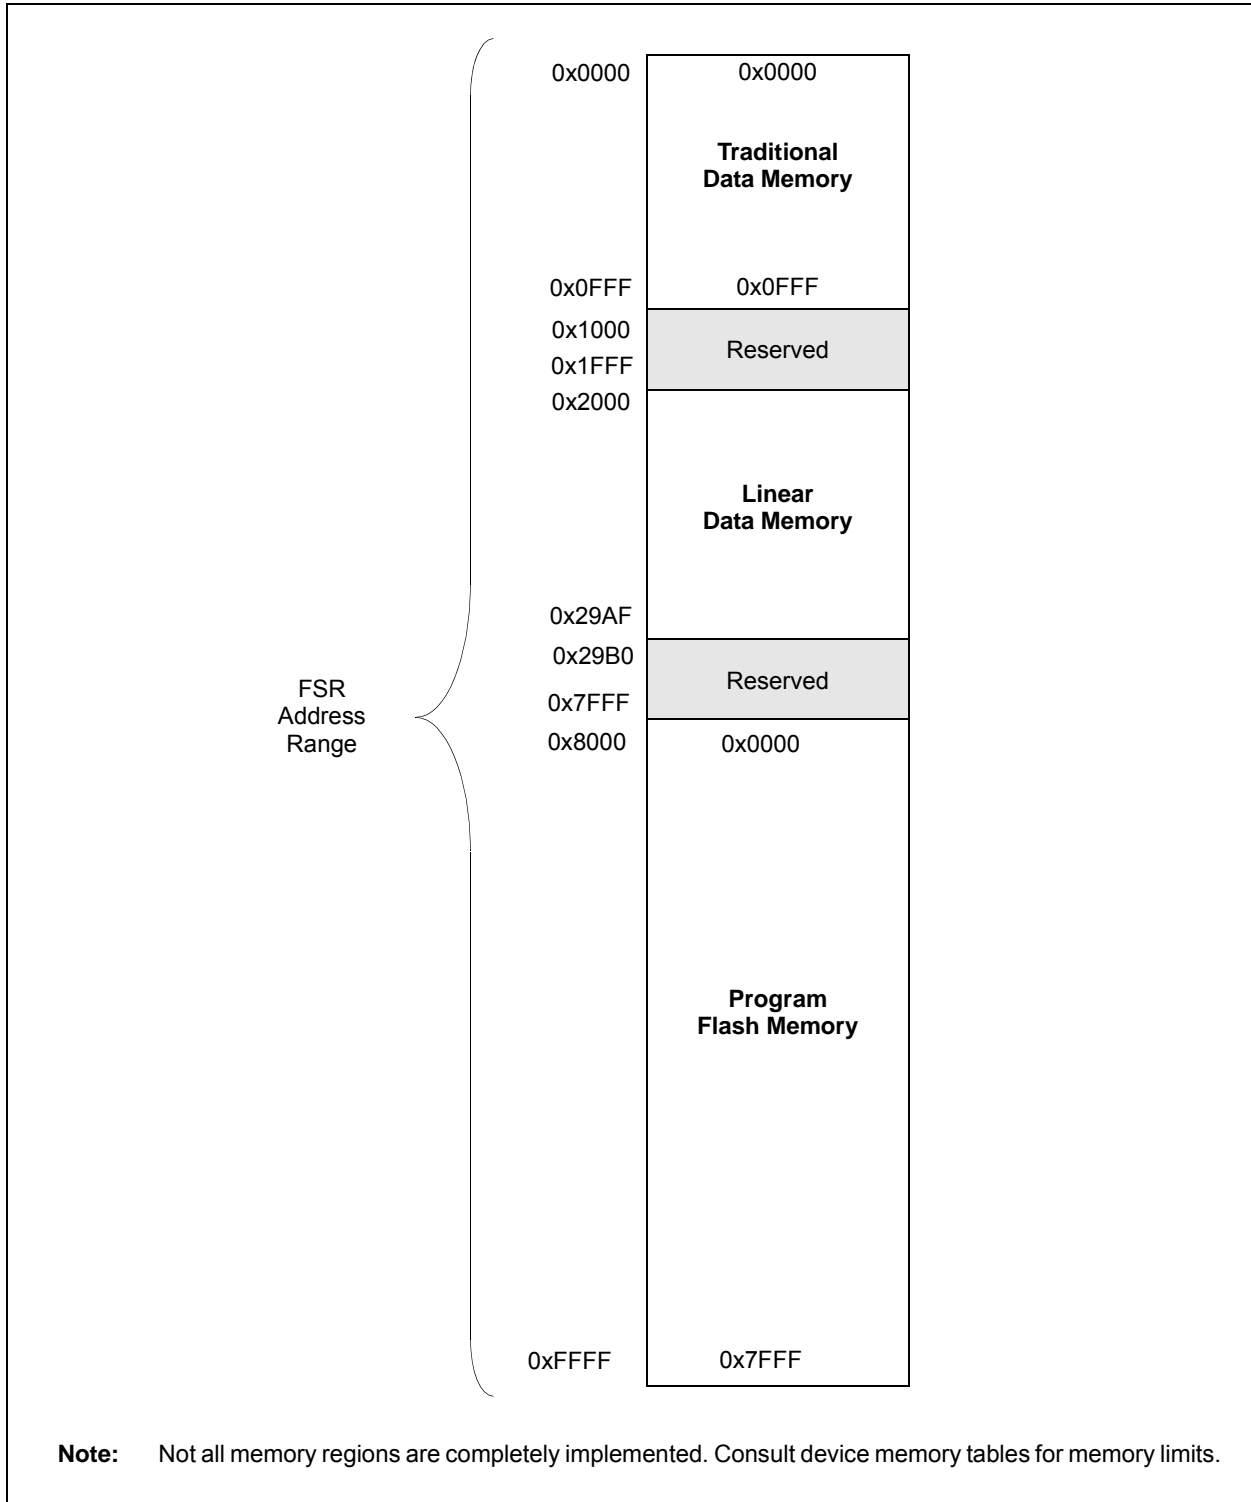 0x0000 0x0000
Traditional
Data Memory
0x0FFF 0x0FFF
0x1000
Reserved
0x1FFF
0x2000
Linear
Data Memory
0x29AF
0x29B0
Reserved
0x7FFF
FSR
Address
Range
0x8000 0x0000
Program
Flash Memory
0xFFFF 0x7FFF
Note: Not all memory regions are completely implemented. Consult device memory tables for memory limits.